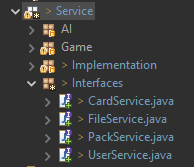 > Service
AI
Game
> Implementation
> Interfaces
> CardService.java
> FileService.java
> PackService.java
> UserService.java